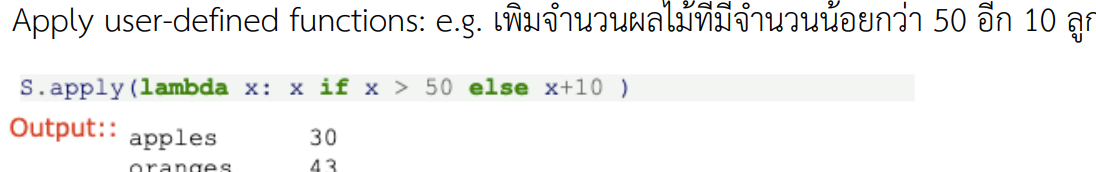 Apply user-defined functions: e.g. เพิ่มจำนวนผลไม้ที่มีจำนวนน้อยกว่า 50 อีก 10 ลูก
S.apply(lambda x: x if x > 50 else x+10 )
Output:: apples 30
oranges 43